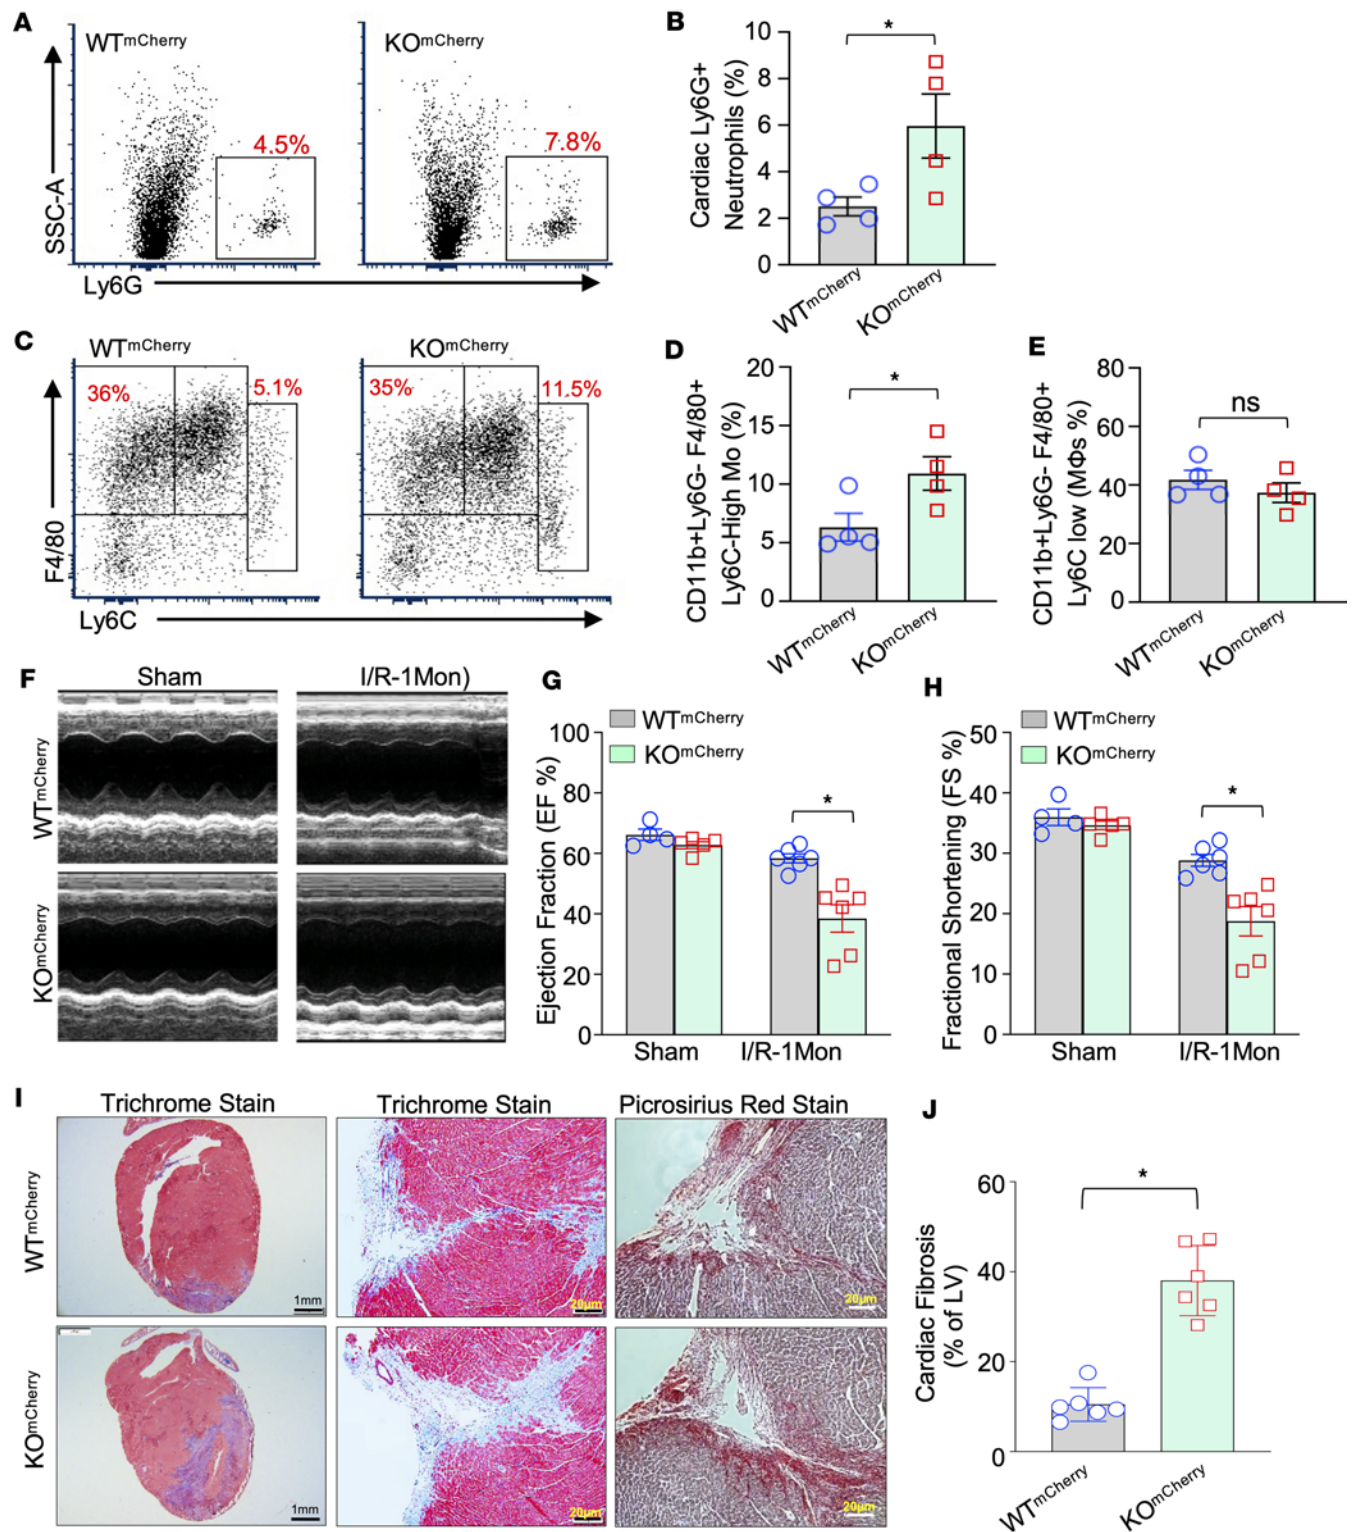 A
WTmCherry
KOmCherry
4.5%
7.8%
SSC-A
Ly6G
B
*
Cardiac Ly6G+
Neutrophils (%)
10
8
6
4
2
0
WTmCherry
KOmCherry
C
WTmCherry
KOmCherry
36%
5.1%
35%
11.5%
F4/80
Ly6C
D
*
CD11b+Ly6G- F4/80+
Ly6C-High Mo (%)
20
15
10
5
0
WTmCherry
KOmCherry
E
ns
CD11b+Ly6G- F4/80+
Ly6C low (MΦs %)
80
60
40
20
0
WTmCherry
KOmCherry
F
Sham
I/R-1Mon)
WTmCherry
KOmCherry
G
WTmCherry
KOmCherry
*
Ejection Fraction (EF %)
100
80
60
40
20
0
Sham
I/R-1Mon
H
WTmCherry
KOmCherry
*
Fractional Shortening (FS %)
50
40
30
20
10
0
Sham
I/R-1Mon
I
Trichrome Stain
Trichrome Stain
Picrosirius Red Stain
WTmCherry
1mm
20µm
20µm
KOmCherry
1mm
20µm
20µm
J
*
Cardiac Fibrosis
(% of LV)
60
40
20
0
WTmCherry
KOmCherry